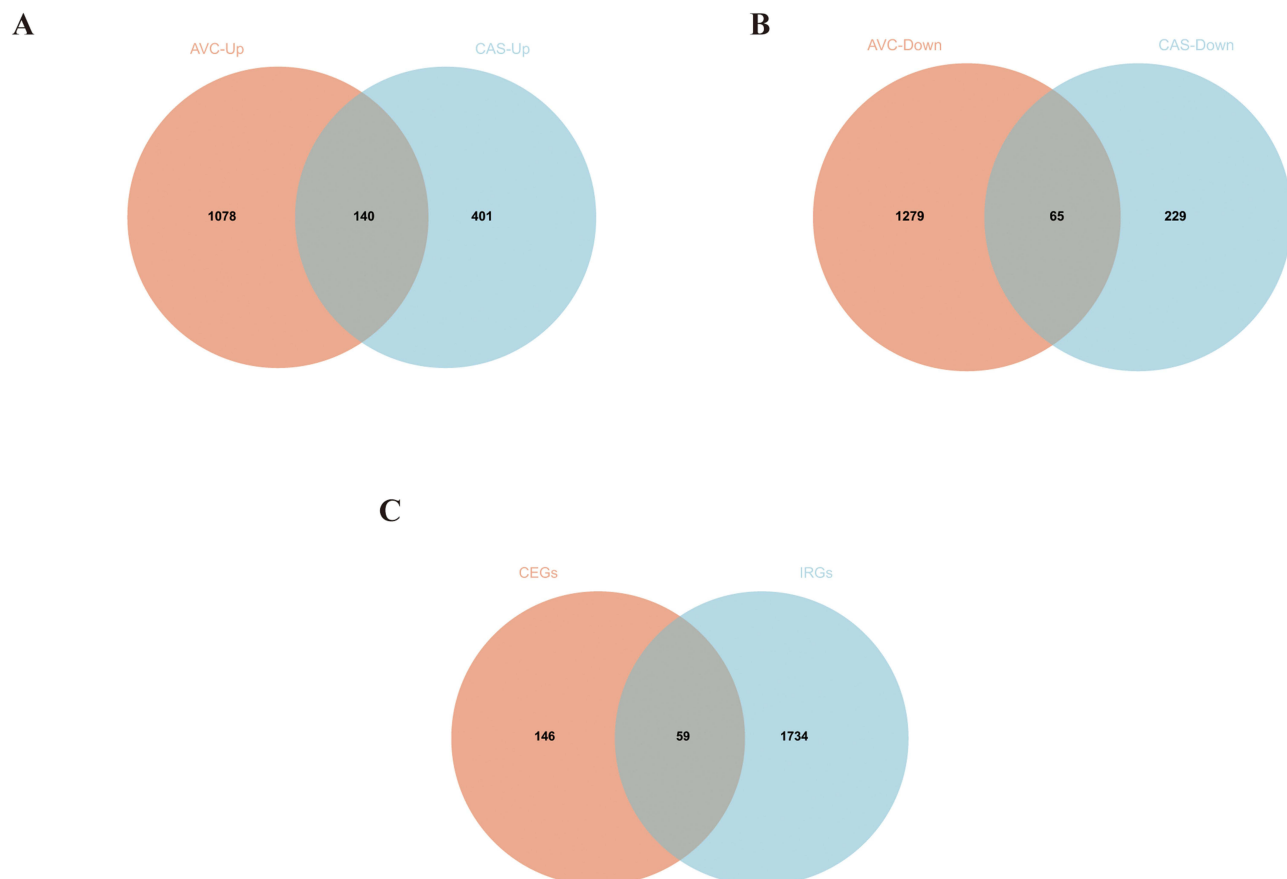 A
AVC-Up
CAS-Up
1078
140
401
B
AVC-Down
CAS-Down
1279
65
229
C
CEGs
IRGs
146
59
1734